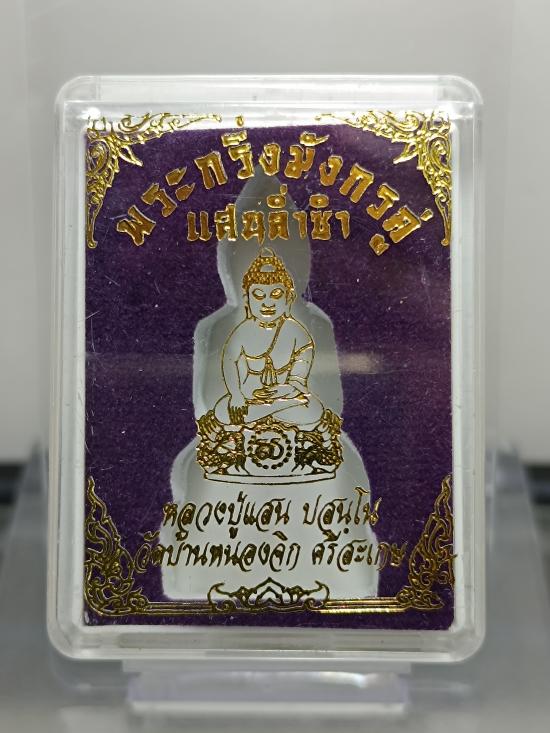 พระกริ่งมังกรคู่
แสนล่ำซำ
ส
หลวงปู่แสน ปสนฺโน
วัดบ้านหนองจิก ศรีสะเกษ